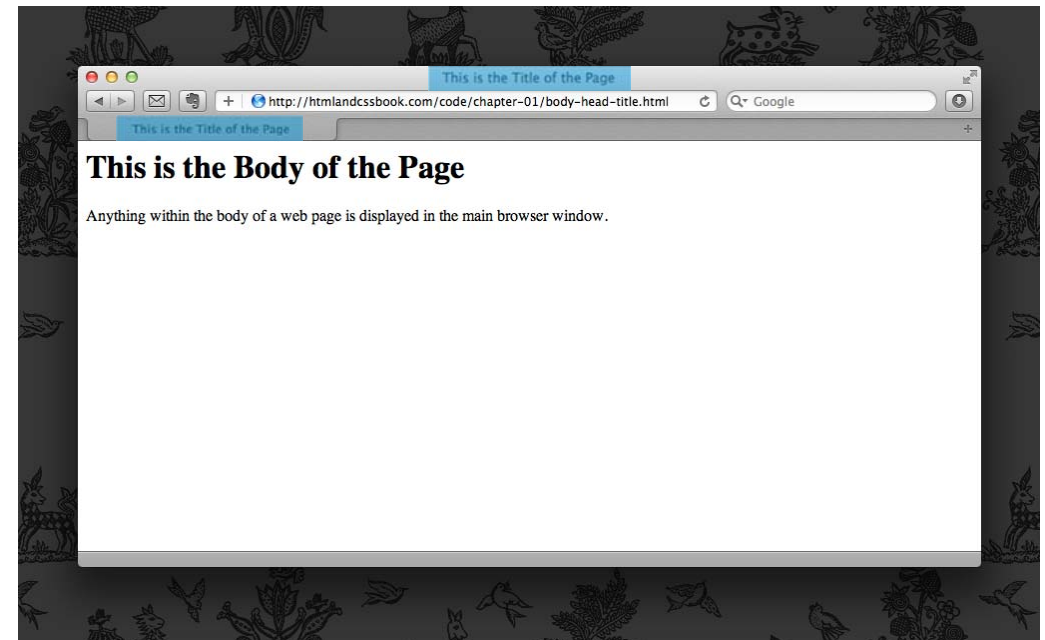 This is the Title of the Page
http://htmlandcssbook.com/code/chapter-01/body-head-title.html
Google
This is the Title of the Page
This is the Body of the Page
Anything within the body of a web page is displayed in the main browser window.